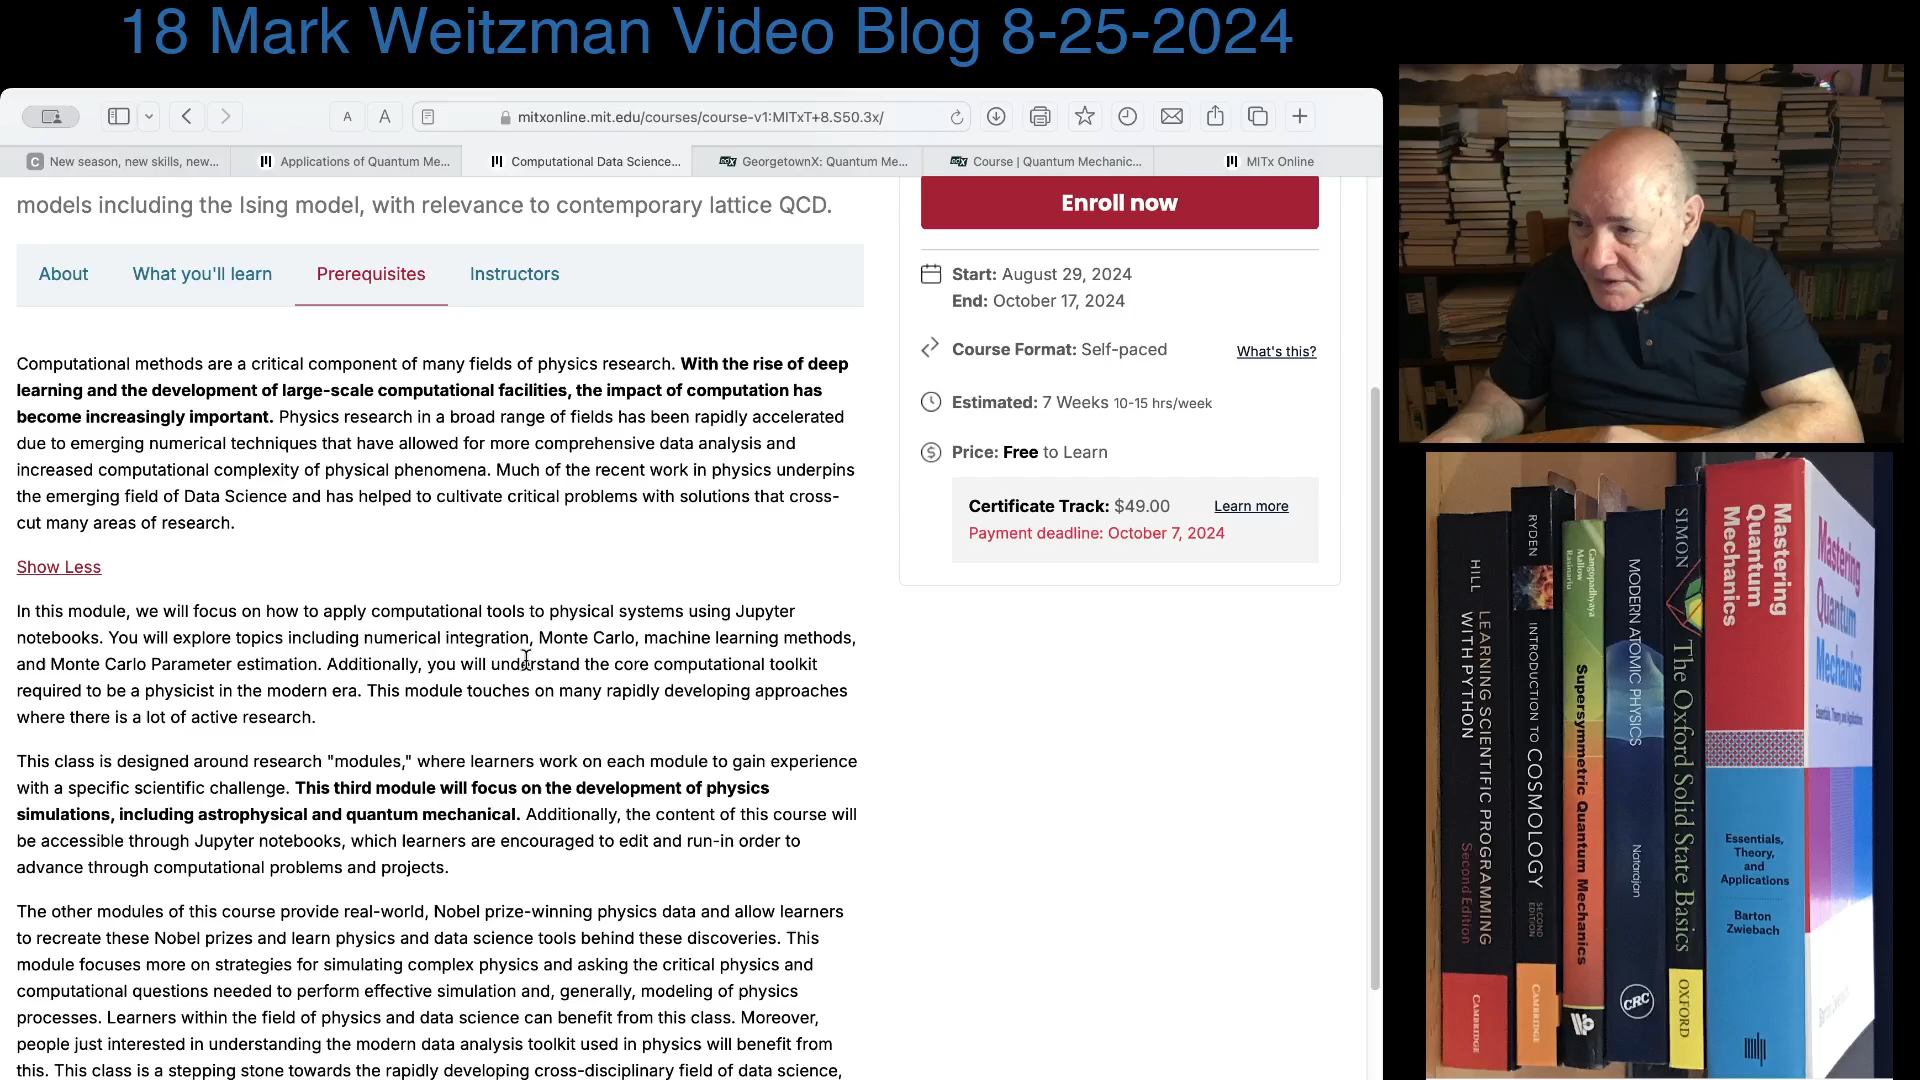 18 Mark Weitzman Video Blog 8-25-2024
A
A
mitxonline.mit.edu/courses/course-v1:MITxT+8.S50.3x/
C New season, new skills, new...
Applications of Quantum Me...
Computational Data Science...
edX GeorgetownX: Quantum Me...
edX Course | Quantum Mechanic...
MITx Online
models including the Ising model, with relevance to contemporary lattice QCD.
Enroll now
About
What you'll learn
Prerequisites
Instructors
Start: August 29, 2024
End: October 17, 2024
Course Format: Self-paced
What's this?
Estimated: 7 Weeks 10-15 hrs/week
Price: Free to Learn
Certificate Track: $49.00
Learn more
Payment deadline: October 7, 2024
Computational methods are a critical component of many fields of physics research. With the rise of deep
learning and the development of large-scale computational facilities, the impact of computation has
become increasingly important. Physics research in a broad range of fields has been rapidly accelerated
due to emerging numerical techniques that have allowed for more comprehensive data analysis and
increased computational complexity of physical phenomena. Much of the recent work in physics underpins
the emerging field of Data Science and has helped to cultivate critical problems with solutions that cross-
cut many areas of research.
Show Less
In this module, we will focus on how to apply computational tools to physical systems using Jupyter
notebooks. You will explore topics including numerical integration, Monte Carlo, machine learning methods,
and Monte Carlo Parameter estimation. Additionally, you will understand the core computational toolkit
required to be a physicist in the modern era. This module touches on many rapidly developing approaches
where there is a lot of active research.
This class is designed around research "modules," where learners work on each module to gain experience
with a specific scientific challenge. This third module will focus on the development of physics
simulations, including astrophysical and quantum mechanical. Additionally, the content of this course will
be accessible through Jupyter notebooks, which learners are encouraged to edit and run-in order to
advance through computational problems and projects.
The other modules of this course provide real-world, Nobel prize-winning physics data and allow learners
to recreate these Nobel prizes and learn physics and data science tools behind these discoveries. This
module focuses more on strategies for simulating complex physics and asking the critical physics and
computational questions needed to perform effective simulation and, generally, modeling of physics
processes. Learners within the field of physics and data science can benefit from this class. Moreover,
people just interested in understanding the modern data analysis toolkit used in physics will benefit from
this. This class is a stepping stone towards the rapidly developing cross-disciplinary field of data science,
HILL
LEARNING SCIENTIFIC PROGRAMMING
WITH PYTHON
Second Edition
CAMBRIDGE
RYDEN
INTRODUCTION TO COSMOLOGY
SECOND
EDITION
CAMBRIDGE
Gangopadhyaya
Mallow
Rasinariu
Supersymmetric Quantum Mechanics
MODERN ATOMIC PHYSICS
Natarajan
CRC
SIMON
The Oxford Solid State Basics
OXFORD
Mastering
Quantum
Mechanics
Essentials,
Theory,
and
Applications
Barton
Zwiebach
Mastering
Quantum
Mechanics
Essentials, Theory, and Applications